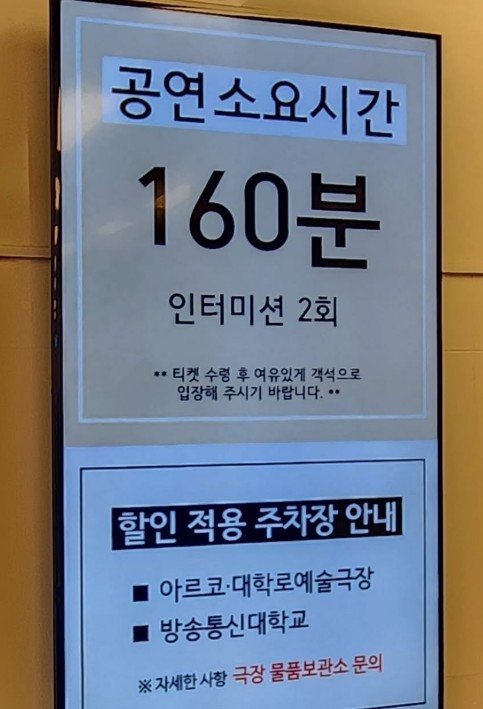 공연소요시간
160분
인터미션 2회
** 티켓 수령 후 여유있게 객석으로
입장해 주시기 바랍니다. **
할인 적용 주차장 안내
■ 아르코·대학로예술극장
■ 방송통신대학교
※ 자세한 사항 극장 물품보관소 문의